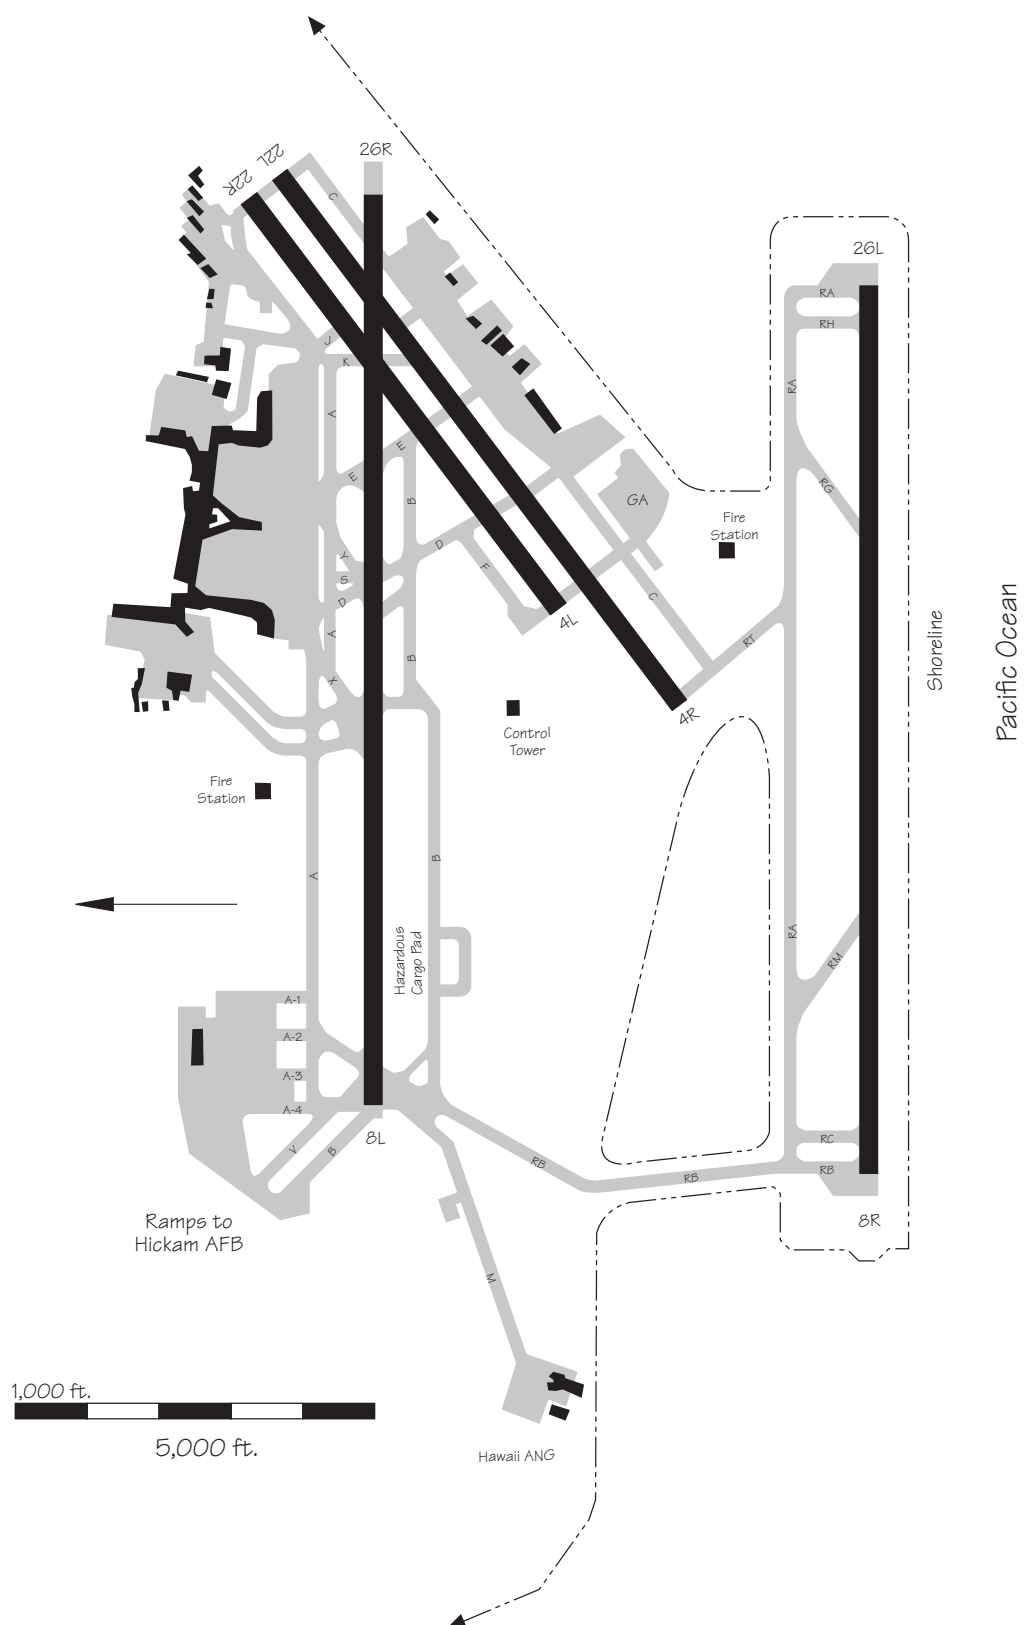 26R
22L
22R
C
26L
RA
RH
J
K
RA
A
E
E
RG
B
GA
Fire
Station
D
Y
S
F
D
C
Shoreline
Pacific Ocean
4L
A
B
RT
X
4R
Control
Tower
Fire
Station
B
A
RA
Hazardous
Cargo Pad
RM
A-1
A-2
A-3
A-4
8L
V
B
RC
RB
RB
RB
8R
Ramps to
Hickam AFB
M
1,000 ft.
5,000 ft.
Hawaii ANG